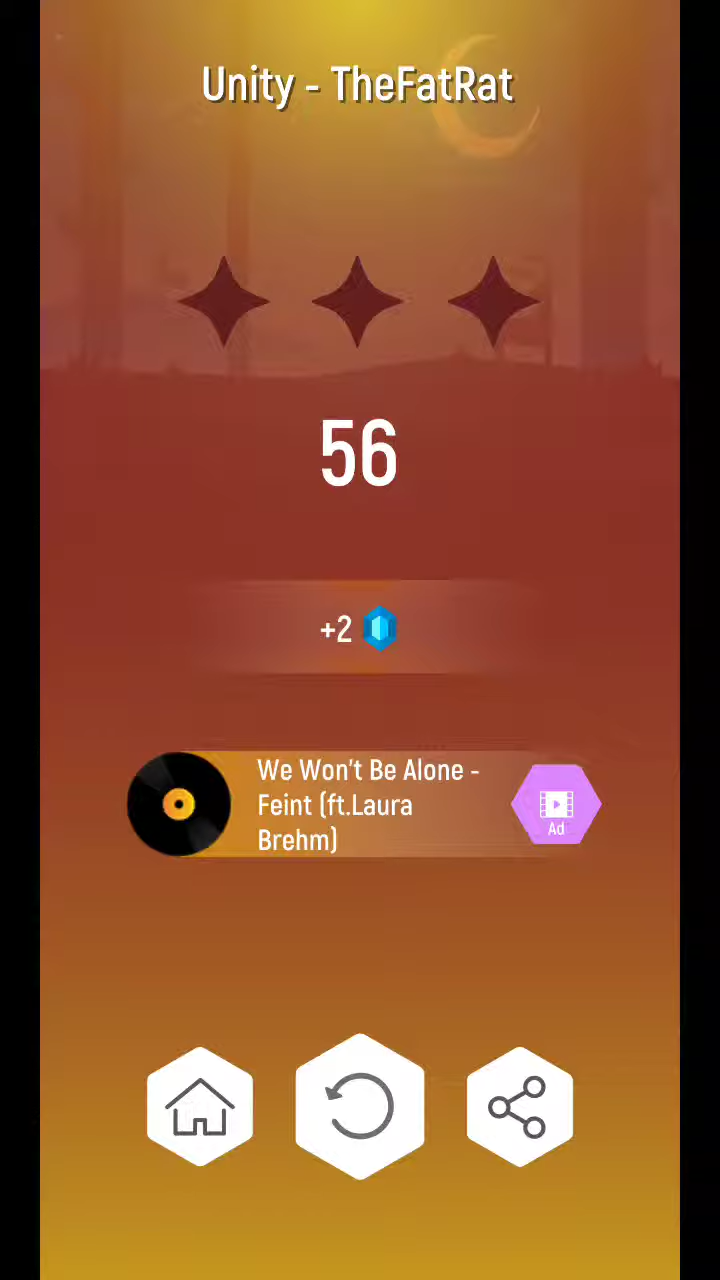 Unity - TheFatRat
56
+2
We Won't Be Alone -
Feint (ft.Laura
Brehm)
Ad